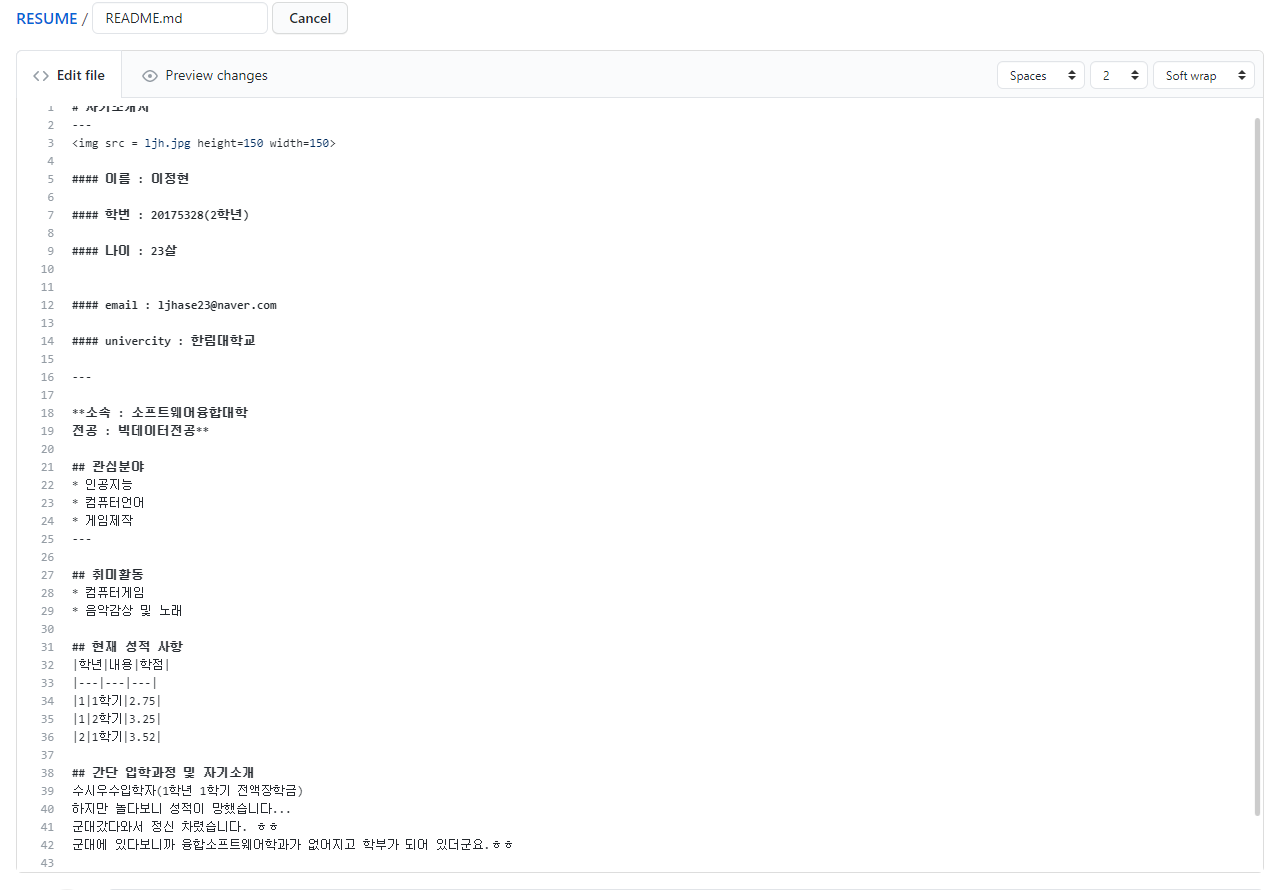 RESUME / README.md Cancel
<> Edit file Preview changes Spaces 2 Soft wrap
1 # 자기소개서
2 ---
3 <img src = ljh.jpg height=150 width=150>
4
5 #### 이름 : 이정현
6
7 #### 학번 : 20175328(2학년)
8
9 #### 나이 : 23살
10
11
12 #### email : ljhase23@naver.com
13
14 #### univercity : 한림대학교
15
16 ---
17
18 **소속 : 소프트웨어융합대학
19 전공 : 빅데이터전공**
20
21 ## 관심분야
22 * 인공지능
23 * 컴퓨터언어
24 * 게임제작
25 ---
26
27 ## 취미활동
28 * 컴퓨터게임
29 * 음악감상 및 노래
30
31 ## 현재 성적 사항
32 |학년|내용|학점|
33 |---|---|---|
34 |1|1학기|2.75|
35 |1|2학기|3.25|
36 |2|1학기|3.52|
37
38 ## 간단 입학과정 및 자기소개
39 수시우수입학자(1학년 1학기 전액장학금)
40 하지만 놀다보니 성적이 망했습니다...
41 군대갔다와서 정신 차렸습니다. ㅎㅎ
42 군대에 있다보니까 융합소프트웨어학과가 없어지고 학부가 되어 있더군요.ㅎㅎ
43